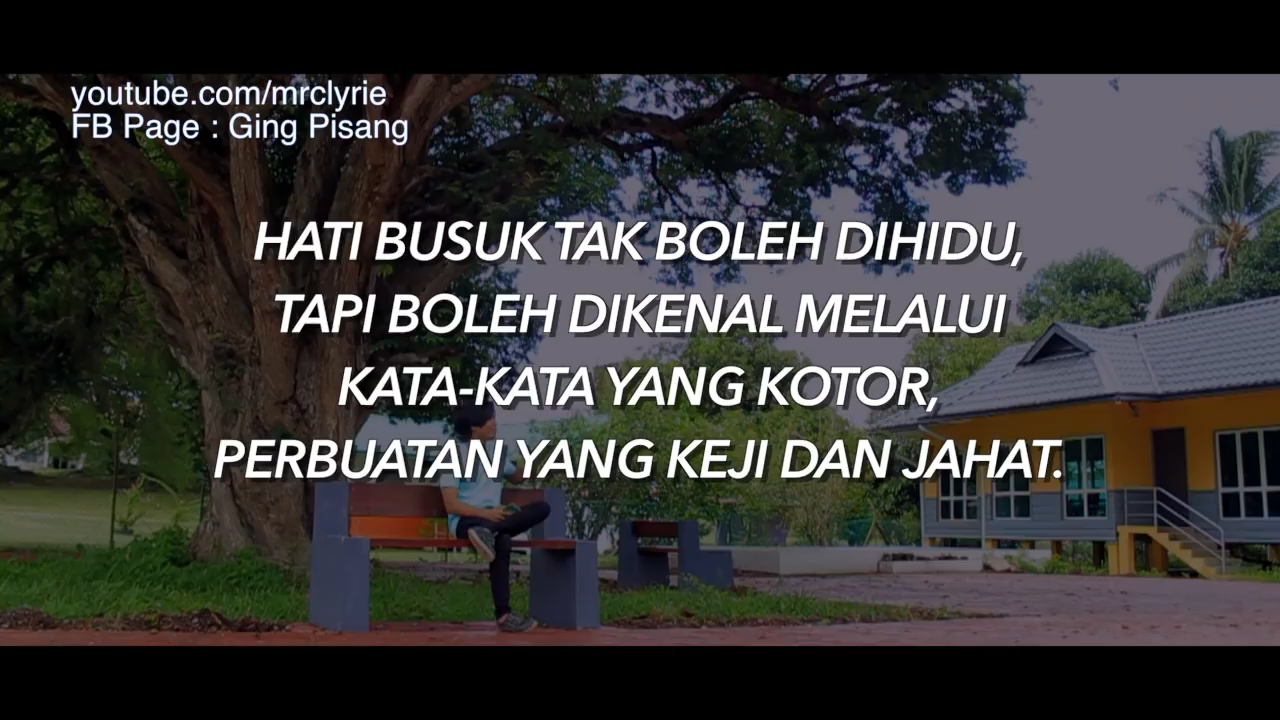 youtube.com/mrclyrie
FB Page : Ging Pisang
HATI BUSUK TAK BOLEH DIHIDU,
TAPI BOLEH DIKENAL MELALUI
KATA-KATA YANG KOTOR,
PERBUATAN YANG KEJI DAN JAHAT.